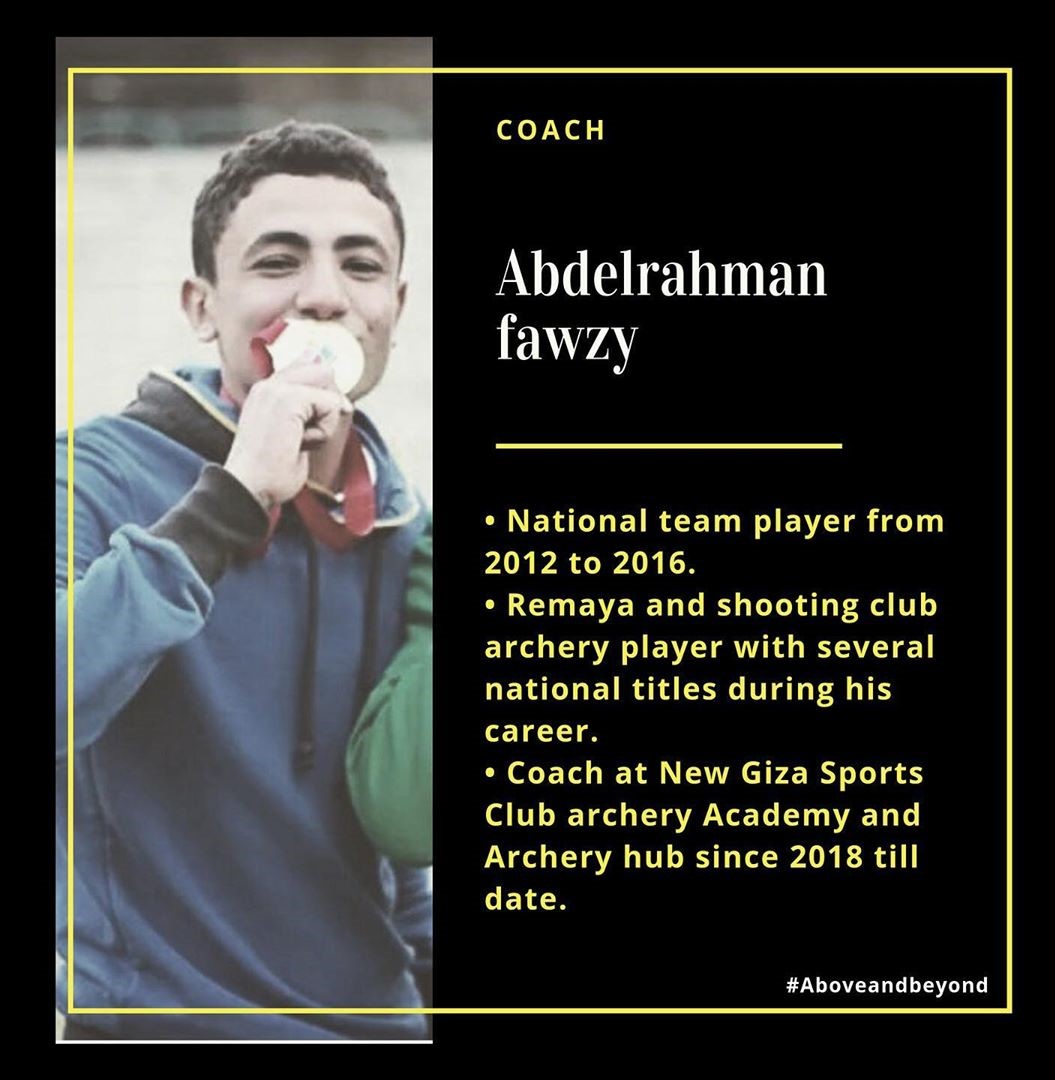 COACH
Abdelrahman
fawzy
• National team player from
2012 to 2016.
• Remaya and shooting club
archery player with several
national titles during his
career.
• Coach at New Giza Sports
Club archery Academy and
Archery hub since 2018 till
date.
#Aboveandbeyond